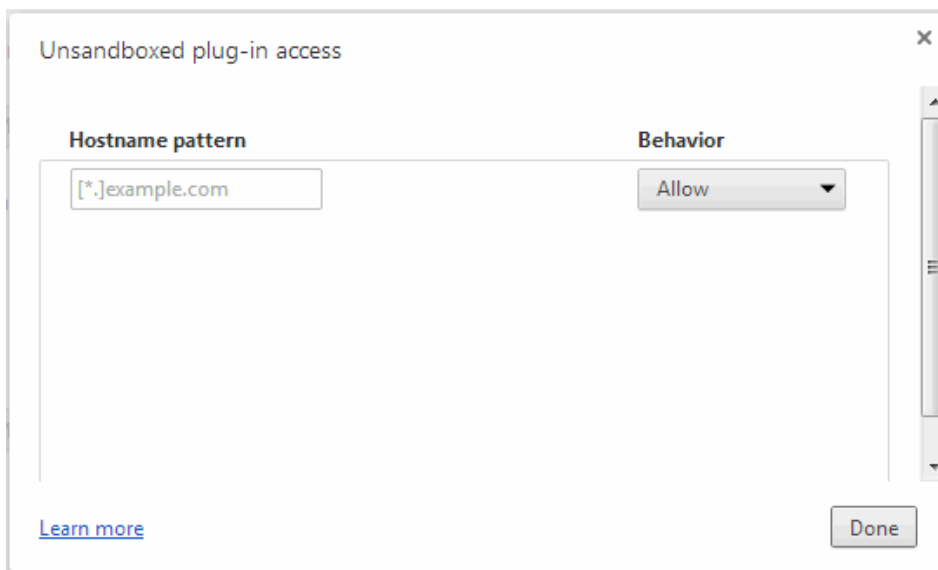 Unsandboxed plug-in access
Hostname pattern Behavior
[*.]example.com Allow
Learn more Done